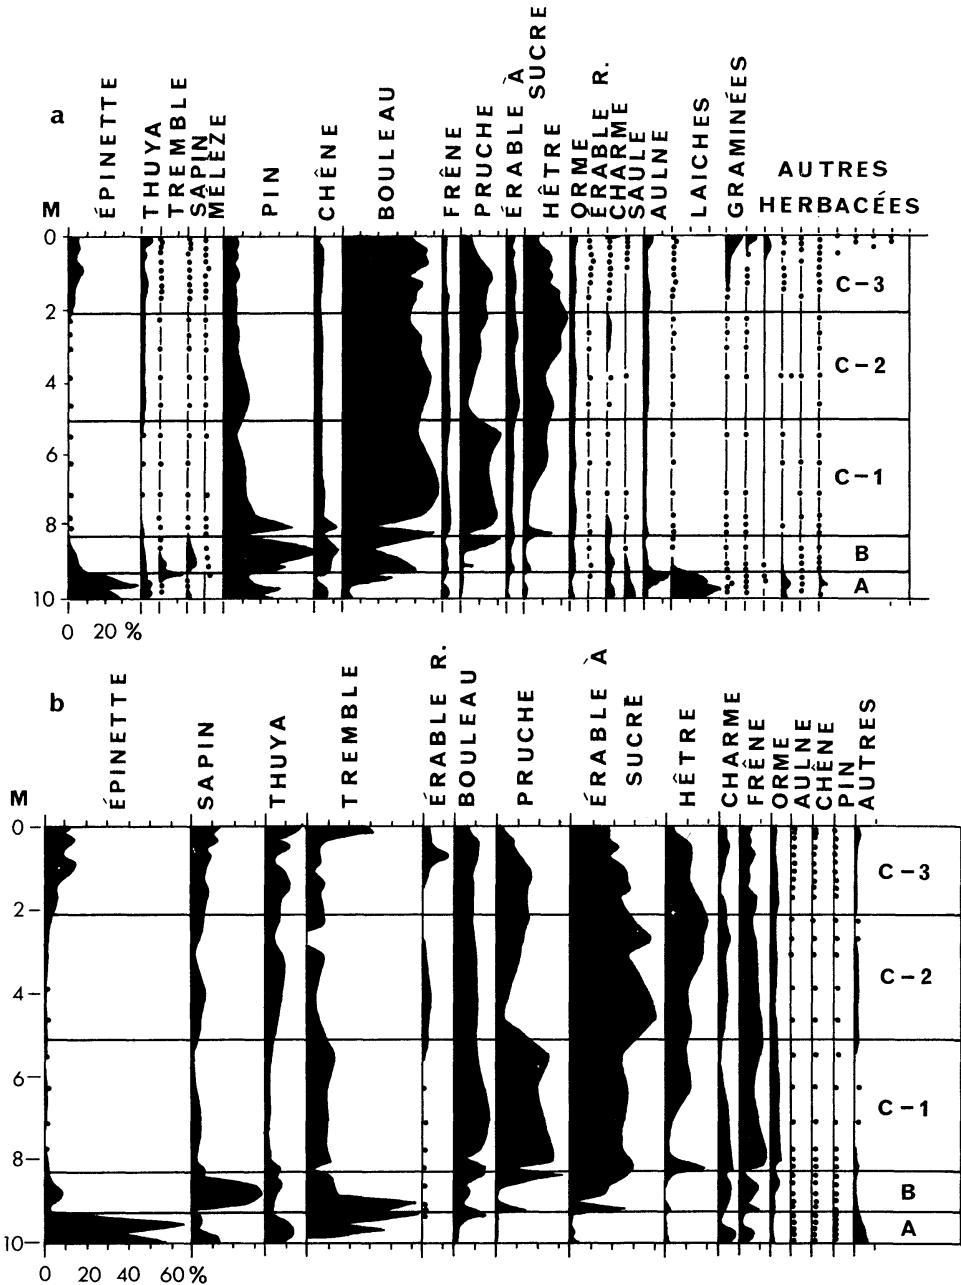 a
M
ÉPINETTE
THUYA
TREMBLE
SAPIN
MÉLÈZE
PIN
CHÊNE
BOULEAU
FRÊNE
PRUCHE
ÉRABLE À
SUCRE
HÊTRE
ORME
ÉRABLE R.
CHARME
SAULE
AULNE
LAICHES
GRAMINÉES
AUTRES
HERBACÉES
0
C-3
2
C-2
4
6
C-1
8
B
A
10
0 20 %
b
M
ÉPINETTE
SAPIN
THUYA
TREMBLE
ÉRABLE R.
BOULEAU
PRUCHE
ÉRABLE À
SUCRE
HÊTRE
CHARME
FRÊNE
ORME
AULNE
CHÊNE
PIN
AUTRES
0
C-3
2
C-2
4
6
C-1
8
B
A
10
0 20 40 60 %